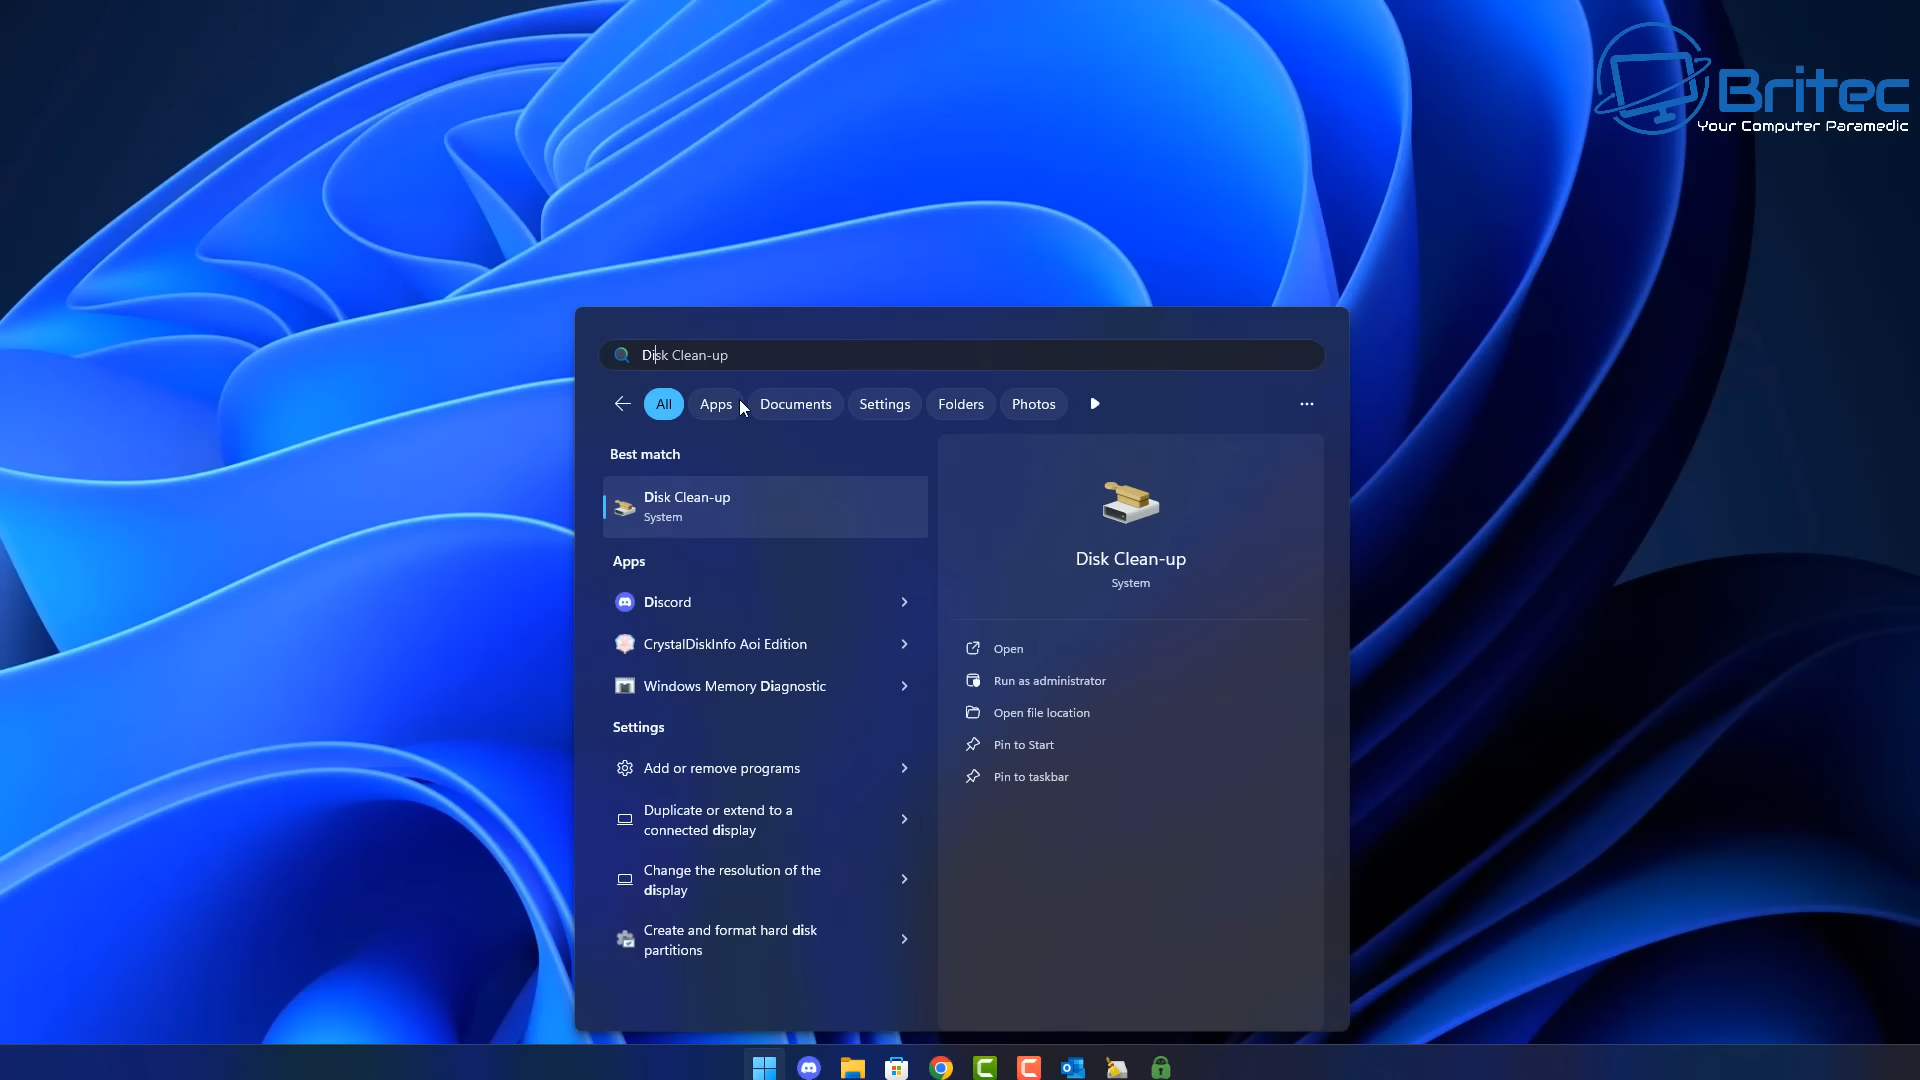 Britec
Your Computer Paramedic
Disk Clean-up
All Apps Documents Settings Folders Photos
Best match
Disk Clean-up
System
Apps
Discord
CrystalDiskInfo Aoi Edition
Windows Memory Diagnostic
Settings
Add or remove programs
Duplicate or extend to a
connected display
Change the resolution of the
display
Create and format hard disk
partitions
Disk Clean-up
System
Open
Run as administrator
Open file location
Pin to Start
Pin to taskbar